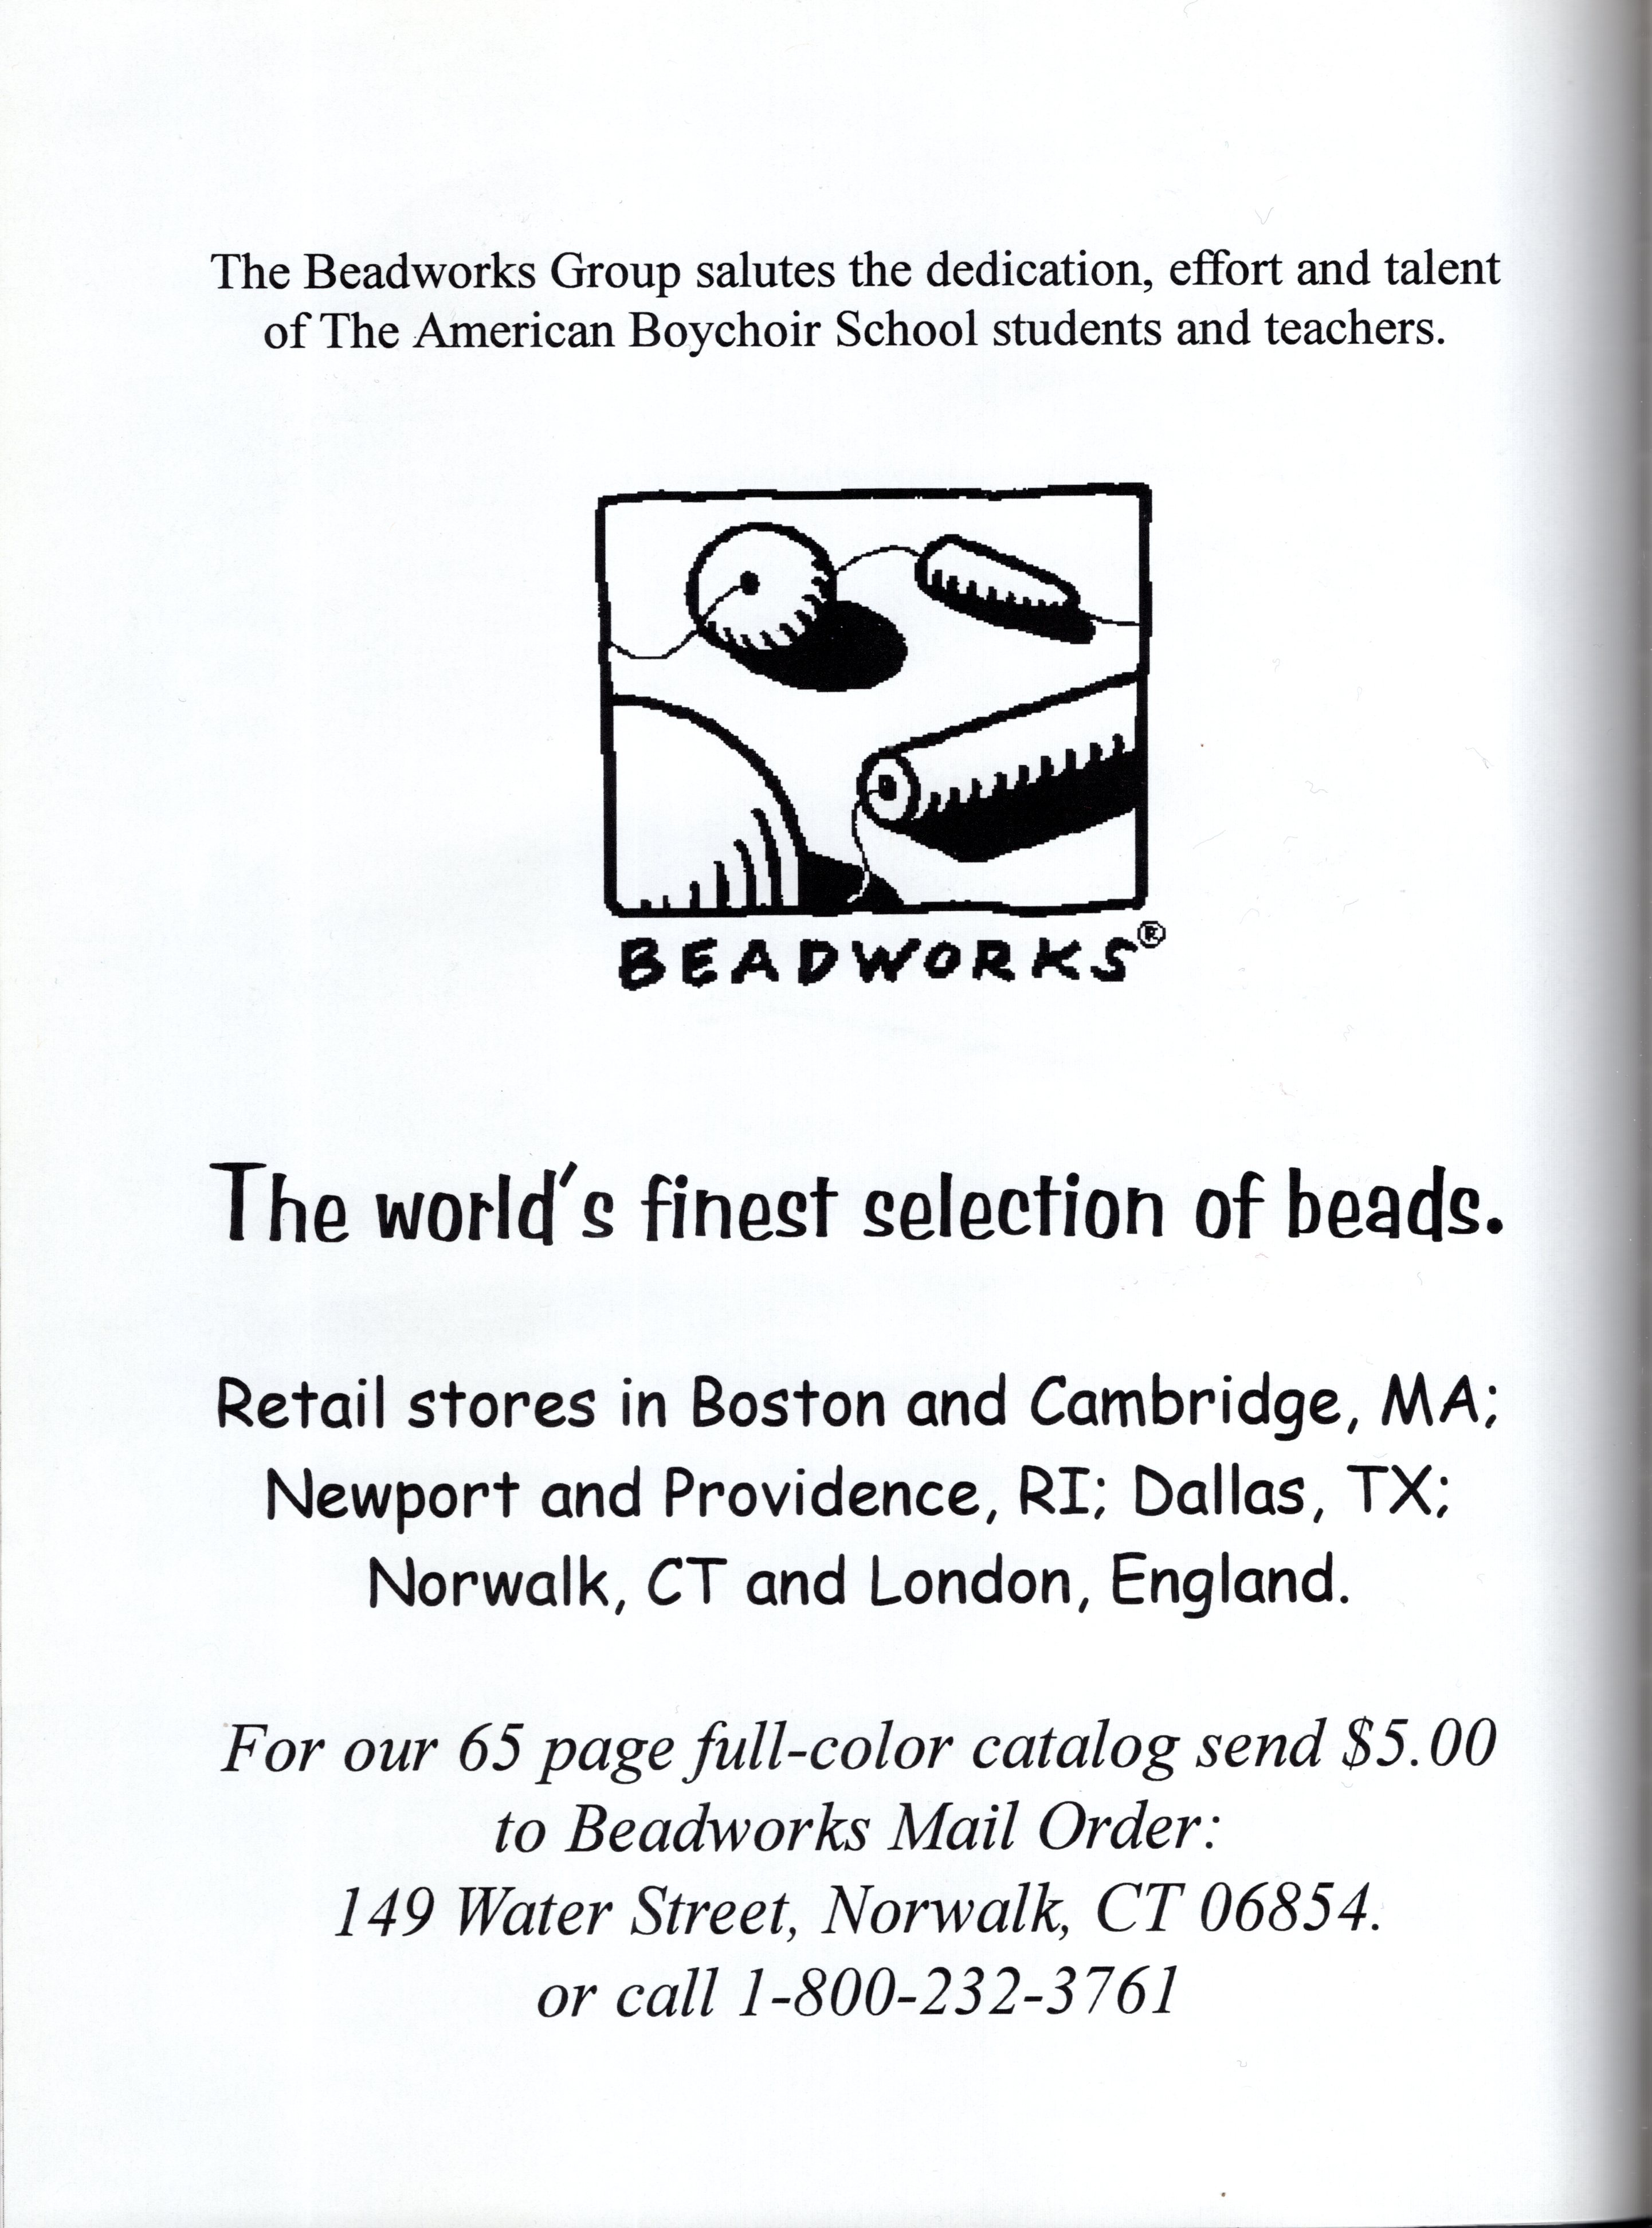 The Beadworks Group salutes the dedication, effort and talent
of The American Boychoir School students and teachers.
BEADWORKS®
The world's finest selection of beads.
Retail stores in Boston and Cambridge, MA;
Newport and Providence, RI; Dallas, TX;
Norwalk, CT and London, England.
For our 65 page full-color catalog send $5.00
to Beadworks Mail Order:
149 Water Street, Norwalk, CT 06854.
or call 1-800-232-3761